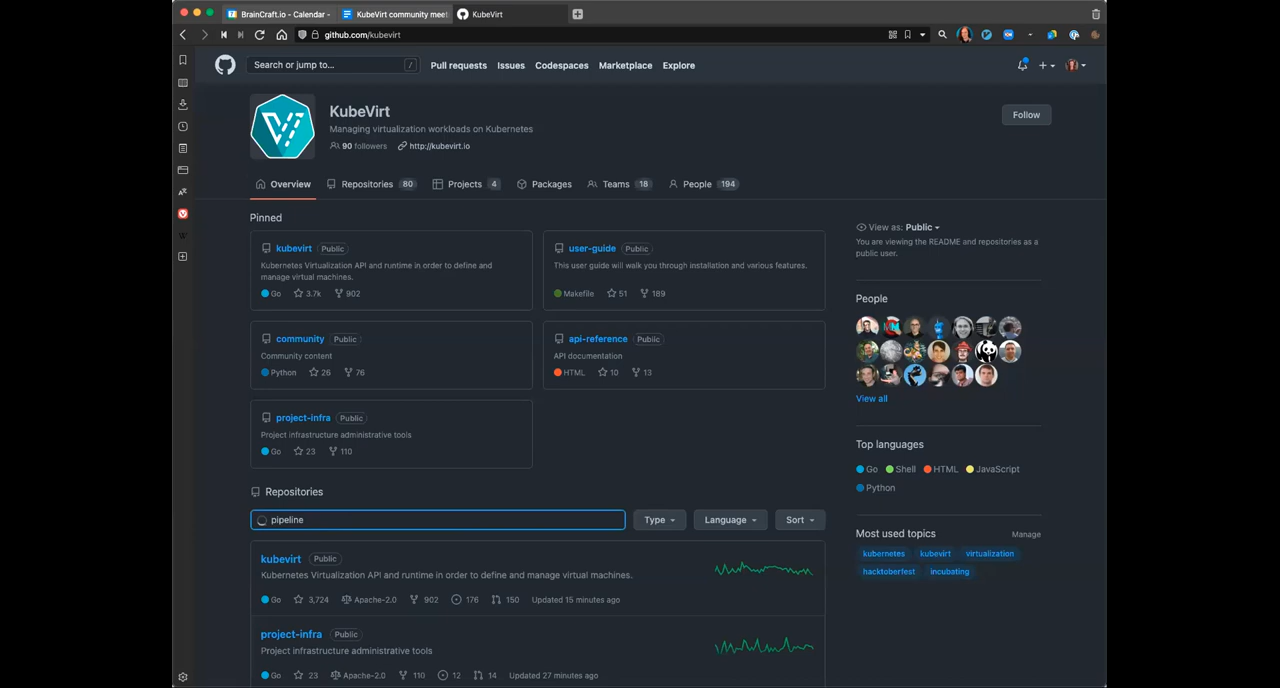 BrainCraft.io - Calendar -
KubeVirt community mee
KubeVirt
github.com/kubevirt
Search or jump to...
/
Pull requests
Issues
Codespaces
Marketplace
Explore
KubeVirt
Managing virtualization workloads on Kubernetes
90 followers
http://kubevirt.io
Follow
Overview
Repositories 80
Projects 4
Packages
Teams 18
People 194
Pinned
kubevirt Public
Kubernetes Virtualization API and runtime in order to define and
manage virtual machines.
Go 3.7k 902
user-guide Public
This user guide will walk you through installation and various features.
Makefile 51 189
community Public
Community content
Python 26 76
api-reference Public
API documentation
HTML 10 13
project-infra Public
Project infrastructure administrative tools
Go 23 110
View as: Public
You are viewing the README and repositories as a
public user.
People
View all
Top languages
Go Shell HTML JavaScript
Python
Most used topics
Manage
kubernetes kubevirt virtualization
hacktoberfest incubating
Repositories
pipeline
Type
Language
Sort
kubevirt Public
Kubernetes Virtualization API and runtime in order to define and manage virtual machines.
Go 3,724 Apache-2.0 902 176 150 Updated 15 minutes ago
project-infra Public
Project infrastructure administrative tools
Go 23 Apache-2.0 110 12 14 Updated 27 minutes ago